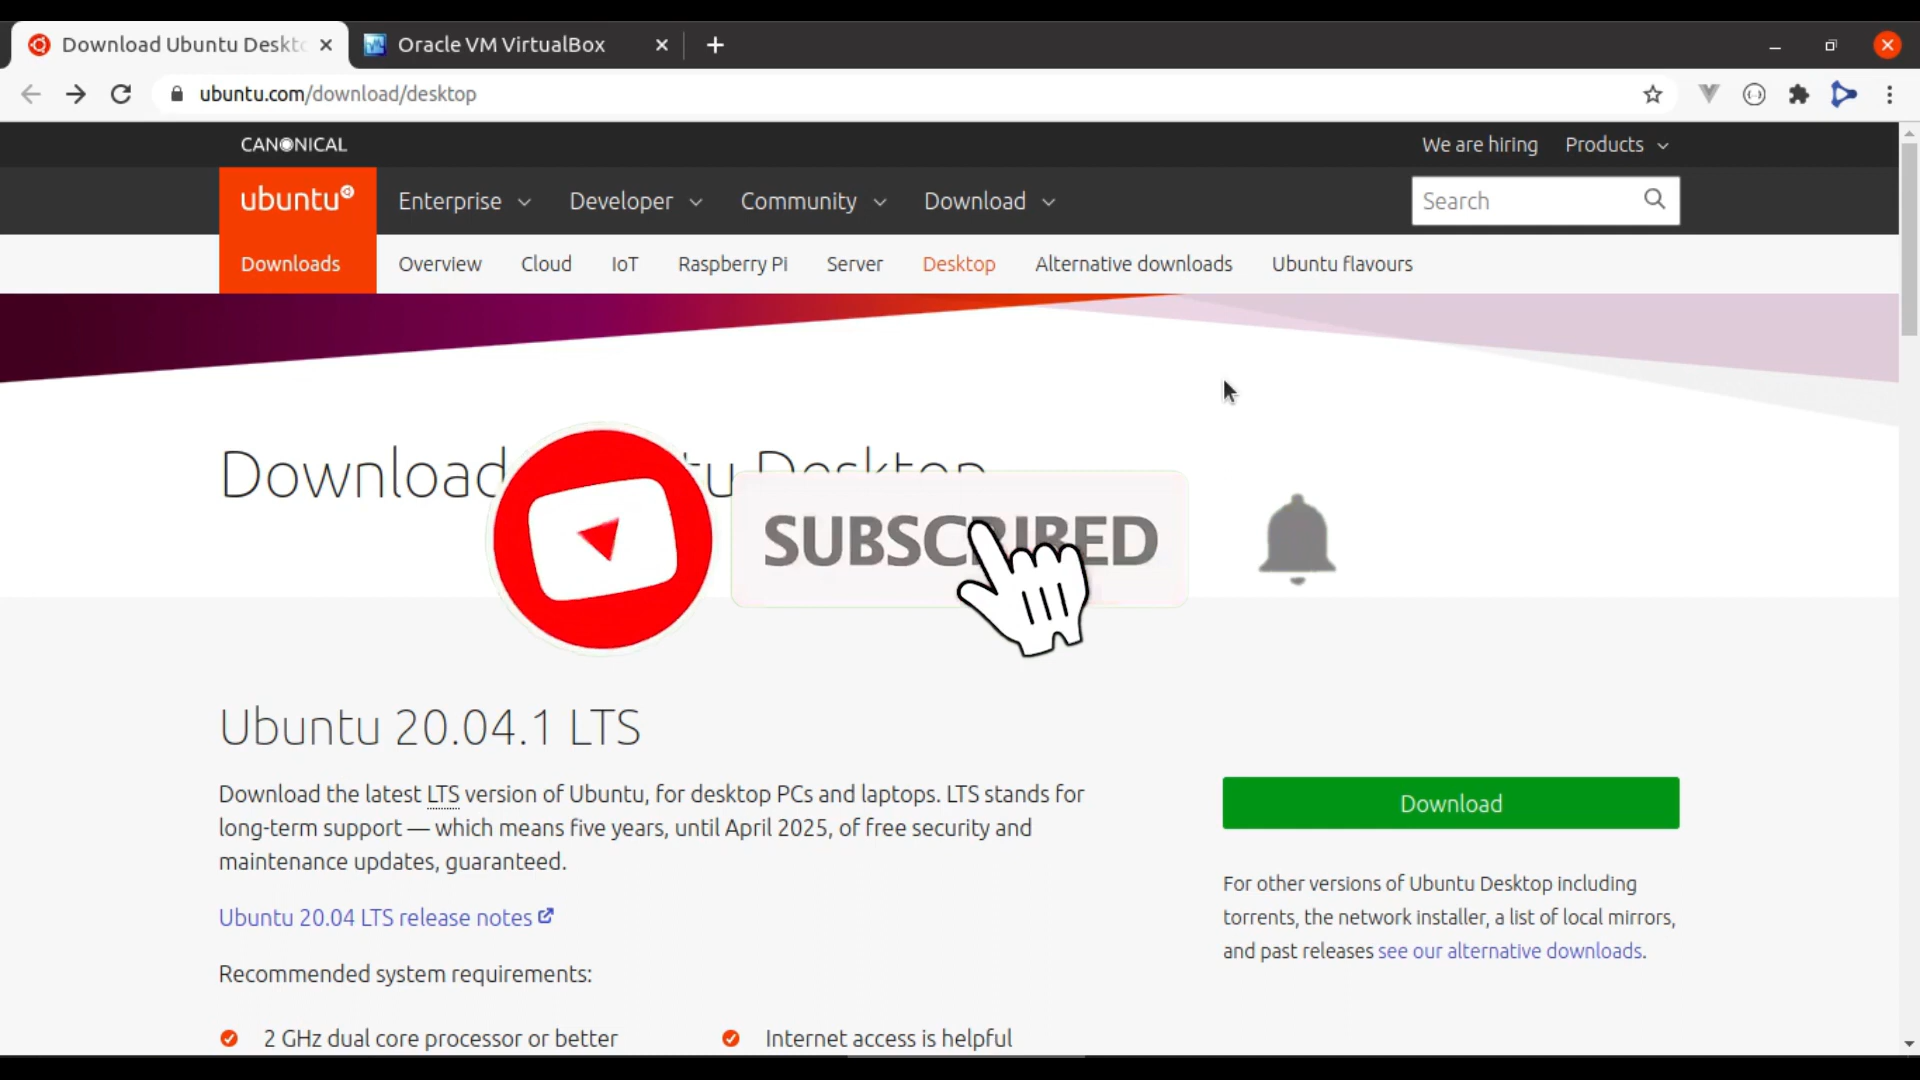 Download Ubuntu Deskto
Oracle VM VirtualBox
ubuntu.com/download/desktop
CANONICAL
We are hiring
Products
ubuntu
Enterprise
Developer
Community
Download
Search
Downloads
Overview
Cloud
IoT
Raspberry Pi
Server
Desktop
Alternative downloads
Ubuntu flavours
Download tu Desktop
SUBSCRIBED
Ubuntu 20.04.1 LTS
Download the latest LTS version of Ubuntu, for desktop PCs and laptops. LTS stands for
long-term support — which means five years, until April 2025, of free security and
maintenance updates, guaranteed.
Ubuntu 20.04 LTS release notes
Recommended system requirements:
2 GHz dual core processor or better
Internet access is helpful
Download
For other versions of Ubuntu Desktop including
torrents, the network installer, a list of local mirrors,
and past releases see our alternative downloads.